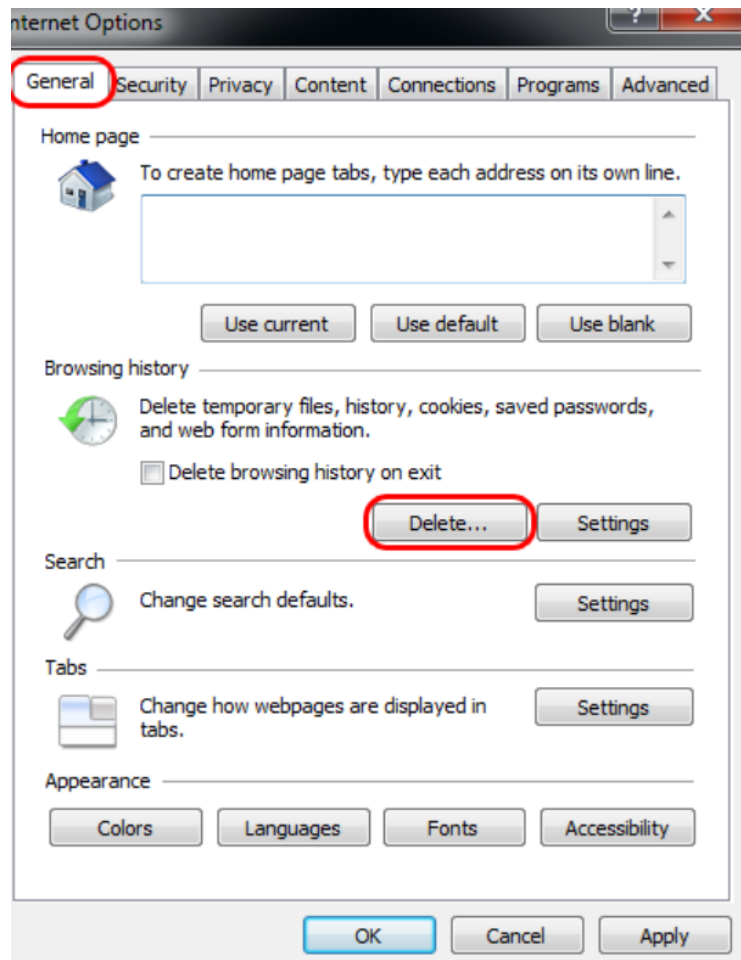 nternet Options
?
X
General Security Privacy Content Connections Programs Advanced
Home page
To create home page tabs, type each address on its own line.
Use current Use default Use blank
Browsing history
Delete temporary files, history, cookies, saved passwords,
and web form information.
Delete browsing history on exit
Delete... Settings
Search
Change search defaults.
Settings
Tabs
Change how webpages are displayed in
tabs.
Settings
Appearance
Colors Languages Fonts Accessibility
OK Cancel Apply